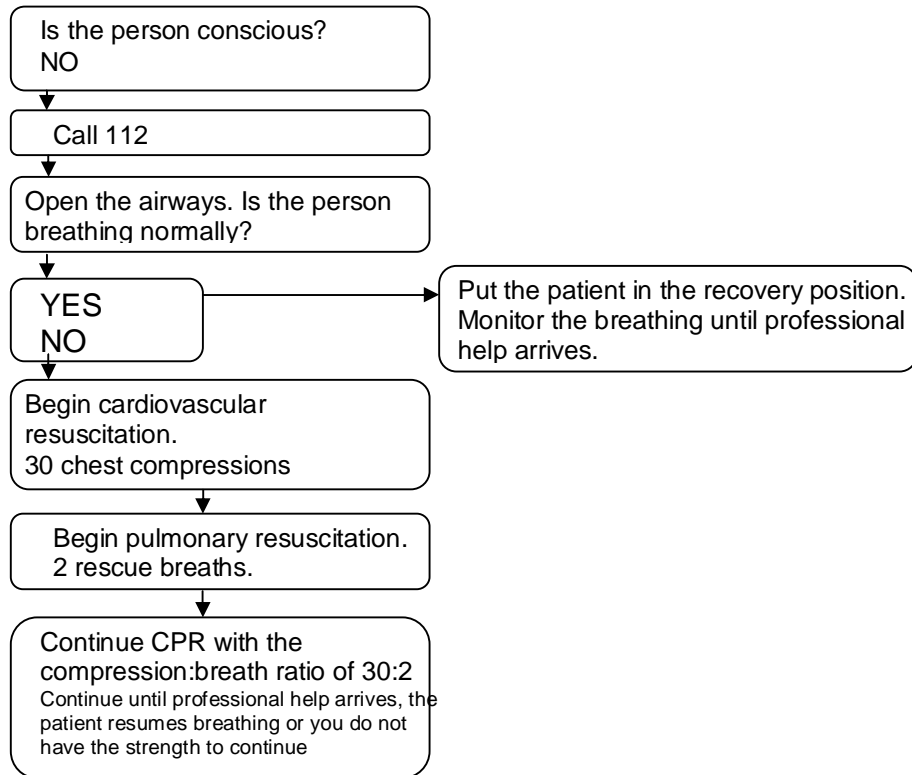 Is the person conscious?
NO
Call 112
Open the airways. Is the person
breathing normally?
YES
NO
Put the patient in the recovery position.
Monitor the breathing until professional
help arrives.
Begin cardiovascular
resuscitation.
30 chest compressions
Begin pulmonary resuscitation.
2 rescue breaths.
Continue CPR with the
compression:breath ratio of 30:2
Continue until professional help arrives, the
patient resumes breathing or you do not
have the strength to continue